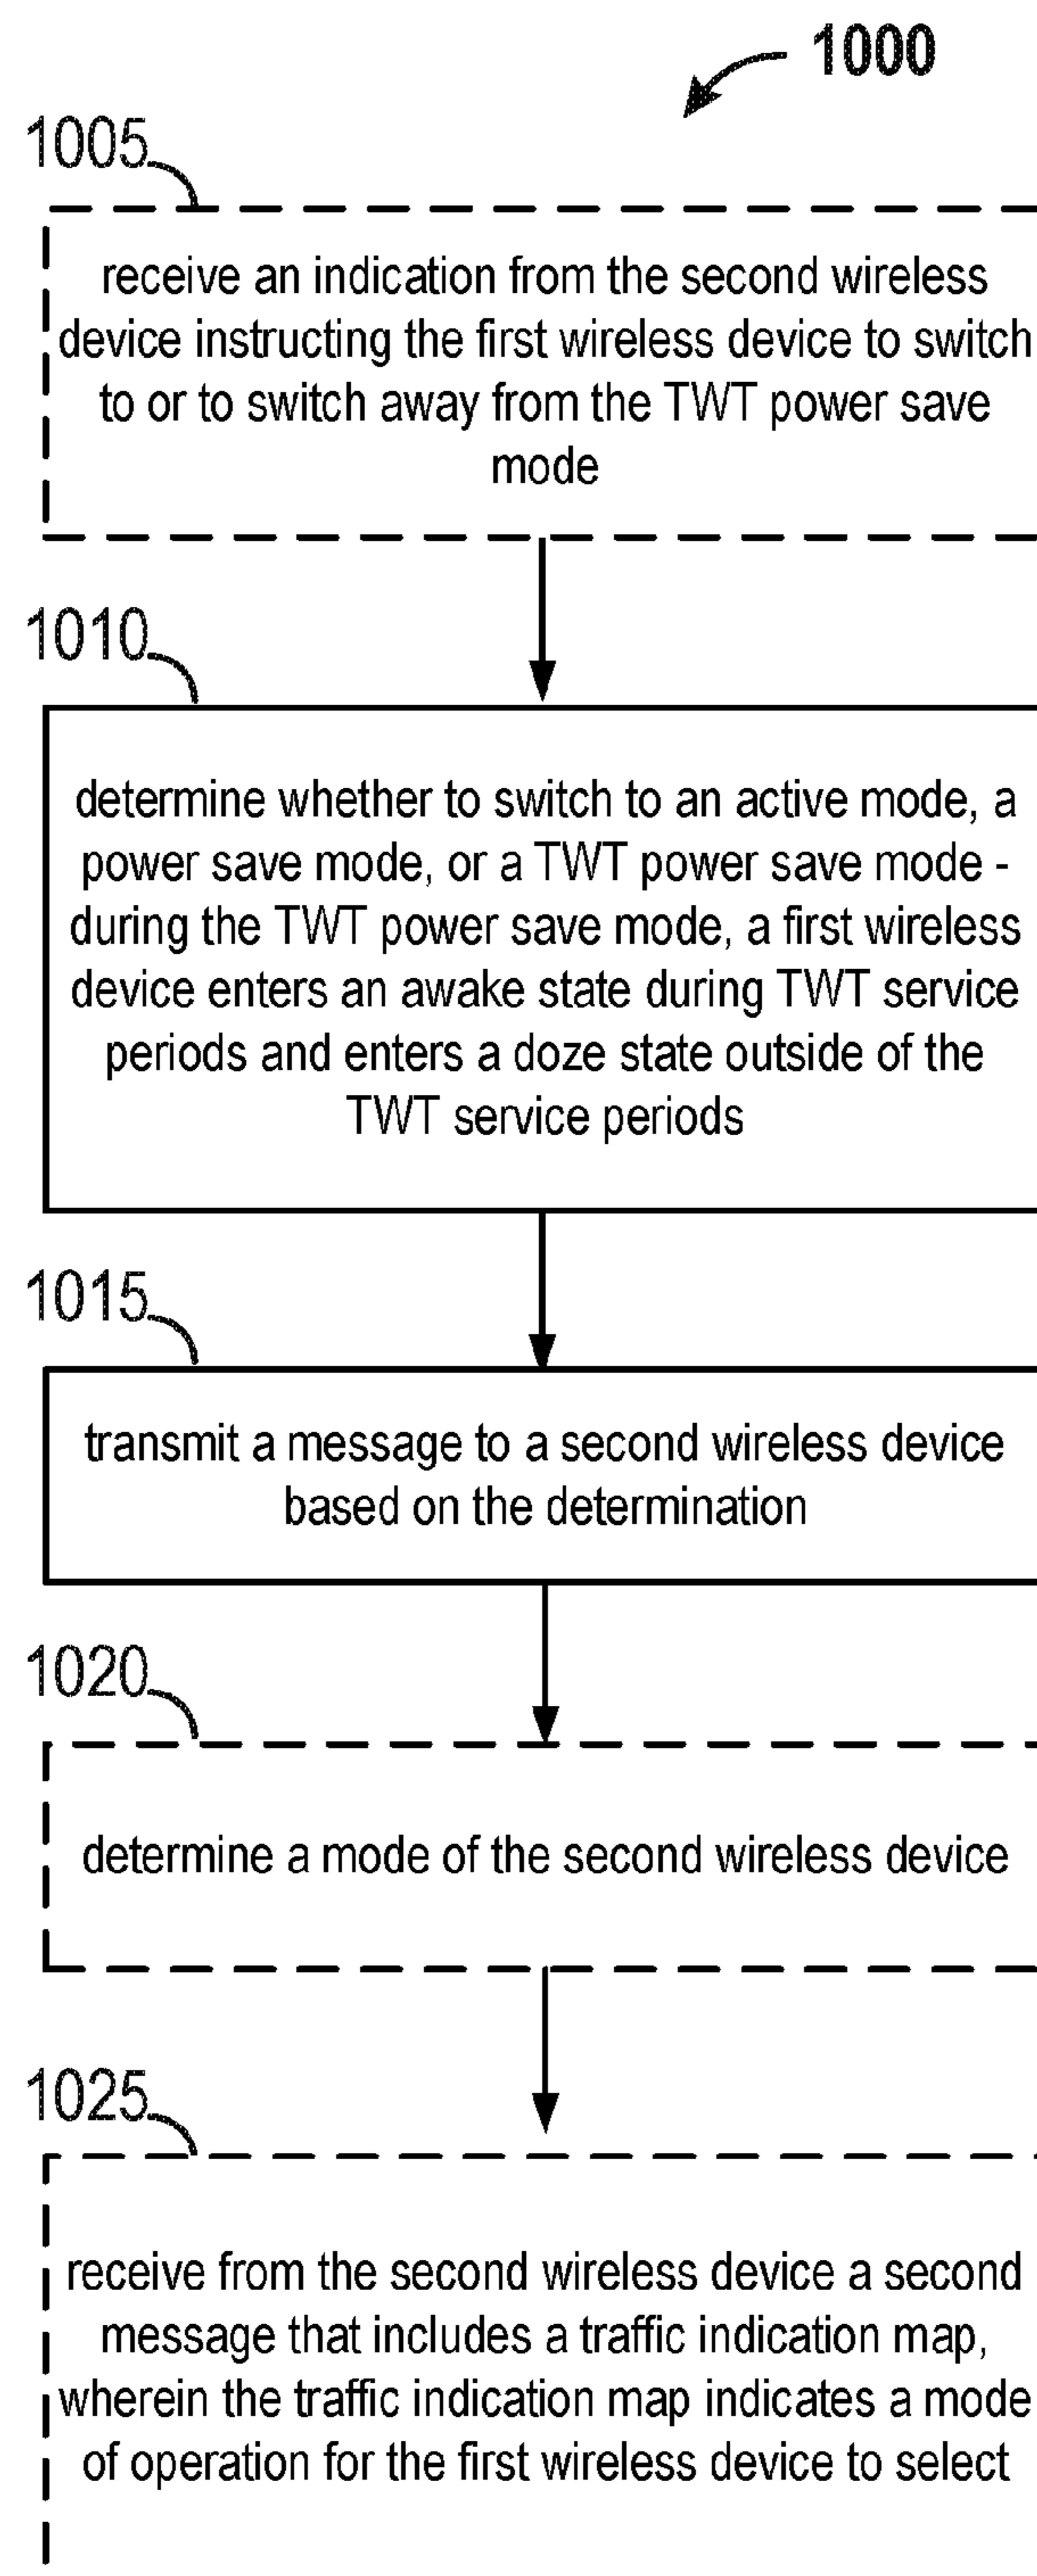 1000
1005
receive an indication from the second wireless
device instructing the first wireless device to switch
to or to switch away from the TWT power save
mode
1010
determine whether to switch to an active mode, a
power save mode, or a TWT power save mode -
during the TWT power save mode, a first wireless
device enters an awake state during TWT service
periods and enters a doze state outside of the
TWT service periods
1015
transmit a message to a second wireless device
based on the determination
1020
determine a mode of the second wireless device
1025
receive from the second wireless device a second
message that includes a traffic indication map,
wherein the traffic indication map indicates a mode
of operation for the first wireless device to select